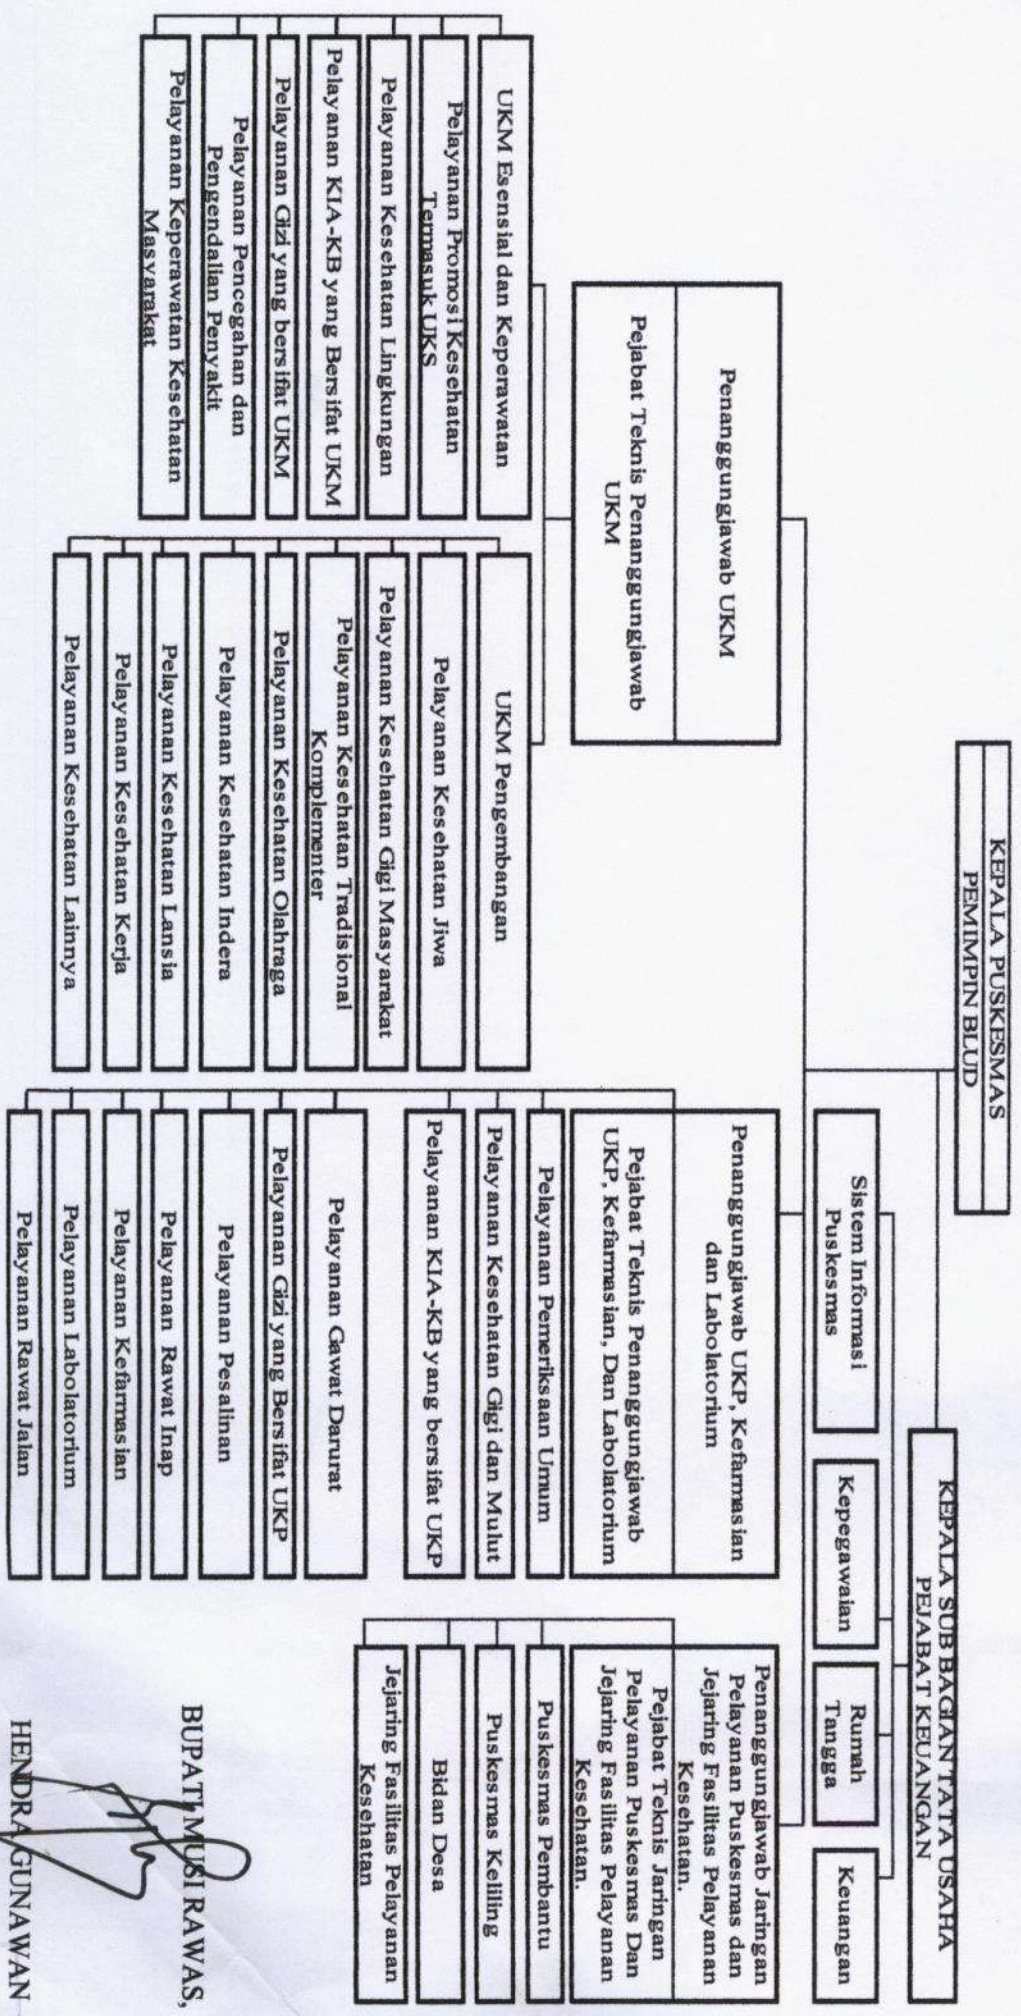 KEPALA PUSKESMAS
PEMIMPIN BLUD
KEPALA SUB BAGIAN TATA USAHA
PEJABAT KEUANGAN
Sistem Informasi
Puskesmas
Kepegawaian
Rumah
Tangga
Keuangan
Penanggungjawab UKM
Pejabat Teknis Penanggungjawab
UKM
UKM Esensial dan Keperawatan
Pelayanan Promosi Kesehatan
Termasuk UKS
Pelayanan Kesehatan Lingkungan
Pelayanan KIA-KB yang Bersifat UKM
Pelayanan Gizi yang bersifat UKM
Pelayanan Pencegahan dan
Pengendalian Penyakit
Pelayanan Keperawatan Kesehatan
Masyarakat
UKM Pengembangan
Pelayanan Kesehatan Jiwa
Pelayanan Kesehatan Gigi Masyarakat
Pelayanan Kesehatan Tradisional
Komplementer
Pelayanan Kesehatan Olahraga
Pelayanan Kesehatan Indera
Pelayanan Kesehatan Lansia
Pelayanan Kesehatan Kerja
Pelayanan Kesehatan Lainnya
Penanggungjawab UKP, Kefarmasian
dan Labolatorium
Pejabat Teknis Penanggungjawab
UKP, Kefarmasian, Dan Labolatorium
Pelayanan Pemeriksaan Umum
Pelayanan Kesehatan Gigi dan Mulut
Pelayanan KIA-KB yang bersifat UKP
Pelayanan Gawat Darurat
Pelayanan Gizi yang Bersifat UKP
Pelayanan Pesalinan
Pelayanan Rawat Inap
Pelayanan Kefarmasian
Pelayanan Labolatorium
Pelayanan Rawat Jalan
Penanggungjawab Jaringan
Pelayanan Puskesmas dan
Jejaring Fasilitas Pelayanan
Kesehatan.
Pejabat Teknis Jaringan
Pelayanan Puskesmas Dan
Jejaring Fasilitas Pelayanan
Kesehatan.
Puskesmas Pembantu
Puskesmas Keliling
Bidan Desa
Jejaring Fasilitas Pelayanan
Kesehatan
BUPATI MUSI RAWAS,
HENDRA GUNAWAN